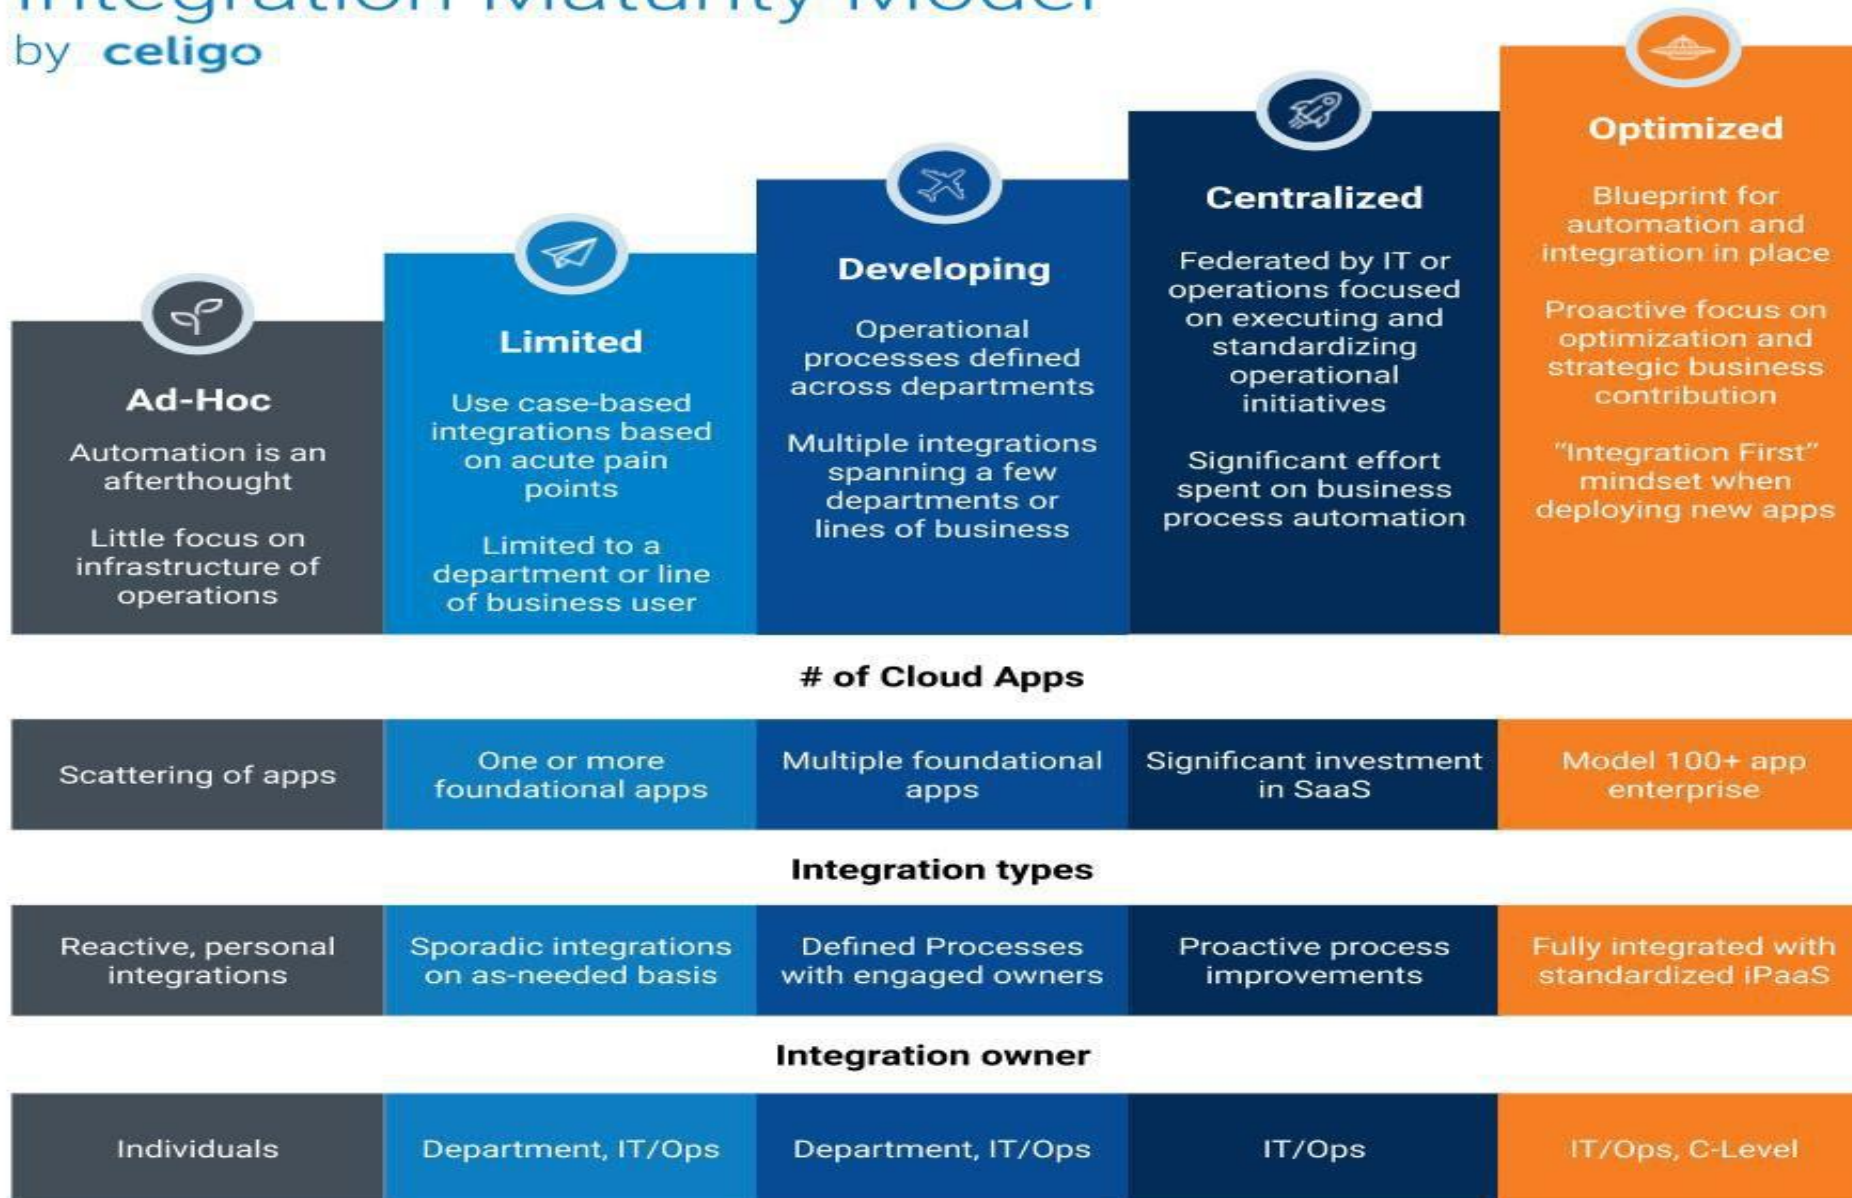 Integration Maturity Model
by celigo
Ad-Hoc
Automation is an
afterthought
Little focus on
infrastructure of
operations
Limited
Use case-based
integrations based
on acute pain
points
Limited to a
department or line
of business user
Developing
Operational
processes defined
across departments
Multiple integrations
spanning a few
departments or
lines of business
Centralized
Federated by IT or
operations focused
on executing and
standardizing
operational
initiatives
Significant effort
spent on business
process automation
Optimized
Blueprint for
automation and
integration in place
Proactive focus on
optimization and
strategic business
contribution
“Integration First”
mindset when
deploying new apps
# of Cloud Apps
Scattering of apps
One or more
foundational apps
Multiple foundational
apps
Significant investment
in SaaS
Model 100+ app
enterprise
Integration types
Reactive, personal
integrations
Sporadic integrations
on as-needed basis
Defined Processes
with engaged owners
Proactive process
improvements
Fully integrated with
standardized iPaaS
Integration owner
Individuals
Department, IT/Ops
Department, IT/Ops
IT/Ops
IT/Ops, C-Level